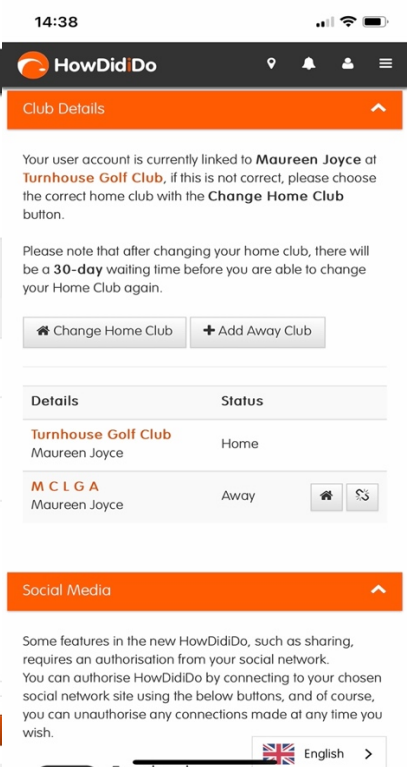 14:38
HowDidiDo
Club Details
Your user account is currently linked to Maureen Joyce at
Turnhouse Golf Club, if this is not correct, please choose
the correct home club with the Change Home Club
button.
Please note that after changing your home club, there will
be a 30-day waiting time before you are able to change
your Home Club again.
Change Home Club
Add Away Club
Details Status
Turnhouse Golf Club
Maureen Joyce
Home
M C L G A
Maureen Joyce
Away
Social Media
Some features in the new HowDidiDo, such as sharing,
requires an authorisation from your social network.
You can authorise HowDidiDo by connecting to your chosen
social network site using the below buttons, and of course,
you can unauthorise any connections made at any time you
wish.
English